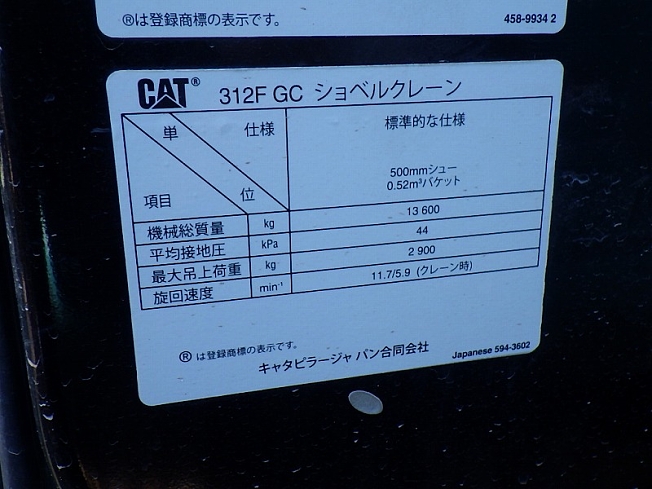 ®は登録商標の表示です。 458-9934 2
CAT® 312F GC ショベルクレーン
単 仕様 標準的な仕様
500mmシュー
項目 位 0.52m³バケット
機械総質量 kg 13 600
平均接地圧 kPa 44
最大吊上荷重 kg 2 900
旋回速度 min⁻¹ 11.7/5.9 (クレーン時)
® は登録商標の表示です。
キャタピラージャパン合同会社 Japanese 594-3602